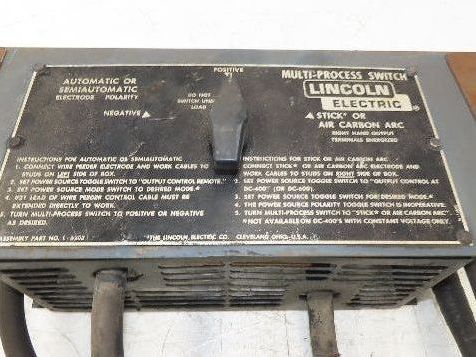 POSITIVE
AUTOMATIC OR
SEMIAUTOMATIC
ELECTRODE POLARITY
NEGATIVE
DO NOT
SWITCH UNDER
LOAD
MULTI-PROCESS SWITCH
LINCOLN
ELECTRIC
STICK* OR
AIR CARBON ARC
RIGHT HAND OUTPUT
TERMINALS ENERGIZED
INSTRUCTIONS FOR AUTOMATIC OR SEMIAUTOMATIC
1. CONNECT WIRE FEEDER ELECTRODE AND WORK CABLES TO
STUDS ON LEFT SIDE OF BOX.
2. SET POWER SOURCE TOGGLE SWITCH TO "OUTPUT CONTROL REMOTE."
3. SET POWER SOURCE MODE SWITCH TO DESIRED MODE.
4. LEAD OF WIRE FEEDER CONTROL CABLE MUST BE
EXTENDED DIRECTLY TO WORK.
5. TURN MULTI-PROCESS SWITCH TO POSITIVE OR NEGATIVE
AS DESIRED.
INSTRUCTIONS FOR STICK OR AIR CARBON ARC
1. CONNECT STICK* OR AIR CARBON ARC ELECTRODE AND
WORK CABLES TO STUDS ON RIGHT SIDE OF BOX.
2. SET POWER SOURCE TOGGLE SWITCH TO "OUTPUT CONTROL AT
DC-400" (OR DC-600).
3. SET POWER SOURCE TOGGLE SWITCH FOR DESIRED MODE.
4. THE POWER SOURCE POLARITY TOGGLE SWITCH IS INOPERATIVE.
5. TURN MULTI-PROCESS SWITCH TO "STICK* OR AIR CARBON ARC."
*NOT AVAILABLE ON DC-400'S WITH CONSTANT VOLTAGE ONLY.
ASSEMBLY PART NO.
THE LINCOLN ELECTRIC CO. CLEVELAND OHIO U.S.A.